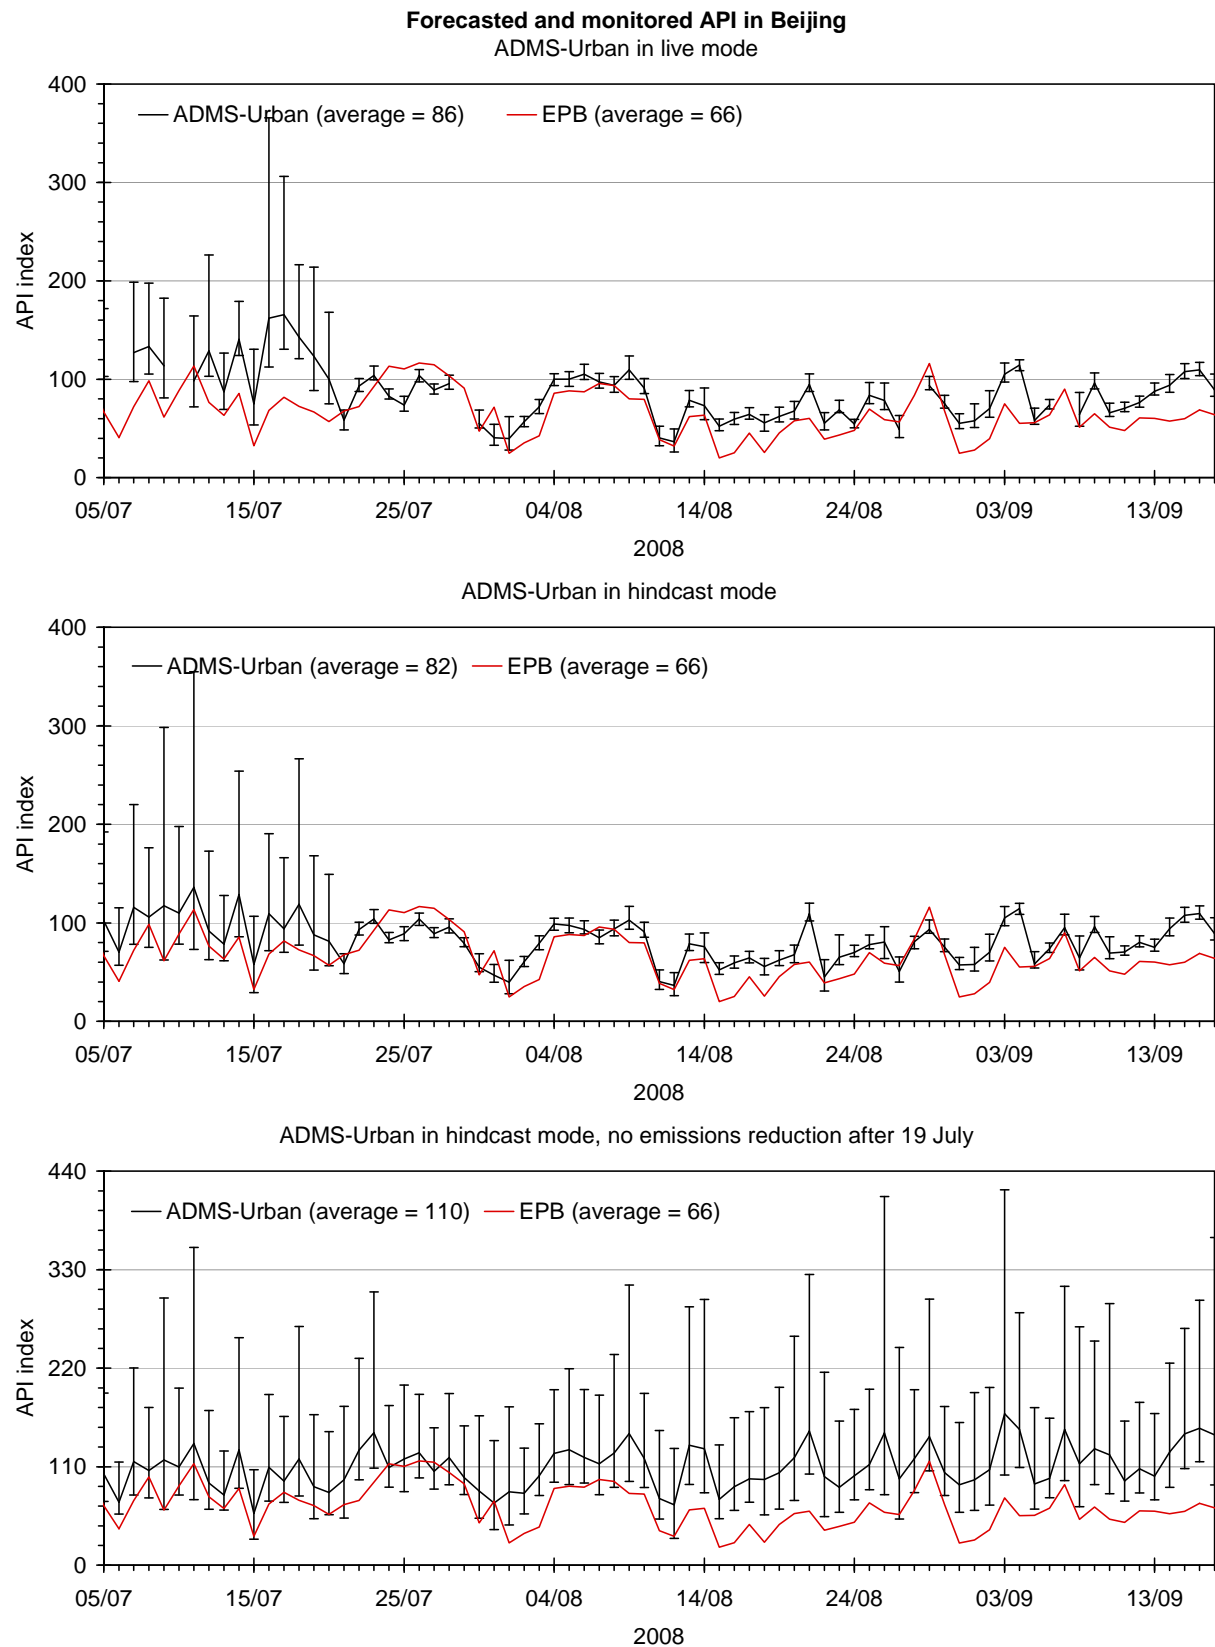 Forecasted and monitored API in Beijing
ADMS-Urban in live mode
400
ADMS-Urban (average = 86) EPB (average = 66)
300
API index
200
100
0
05/07 15/07 25/07 04/08 14/08 24/08 03/09 13/09
2008
ADMS-Urban in hindcast mode
400
ADMS-Urban (average = 82) EPB (average = 66)
300
API index
200
100
0
05/07 15/07 25/07 04/08 14/08 24/08 03/09 13/09
2008
ADMS-Urban in hindcast mode, no emissions reduction after 19 July
440
ADMS-Urban (average = 110) EPB (average = 66)
330
API index
220
110
0
05/07 15/07 25/07 04/08 14/08 24/08 03/09 13/09
2008